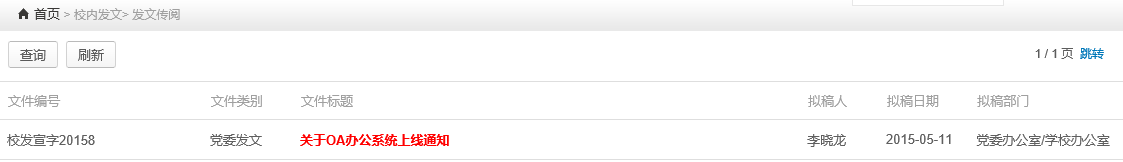 首页 > 校内发文> 发文传阅
查询 刷新 1 / 1 页 跳转
文件编号 文件类别 文件标题 拟稿人 拟稿日期 拟稿部门
校发宣字20158 党委发文 关于OA办公系统上线通知 李晓龙 2015-05-11 党委办公室/学校办公室